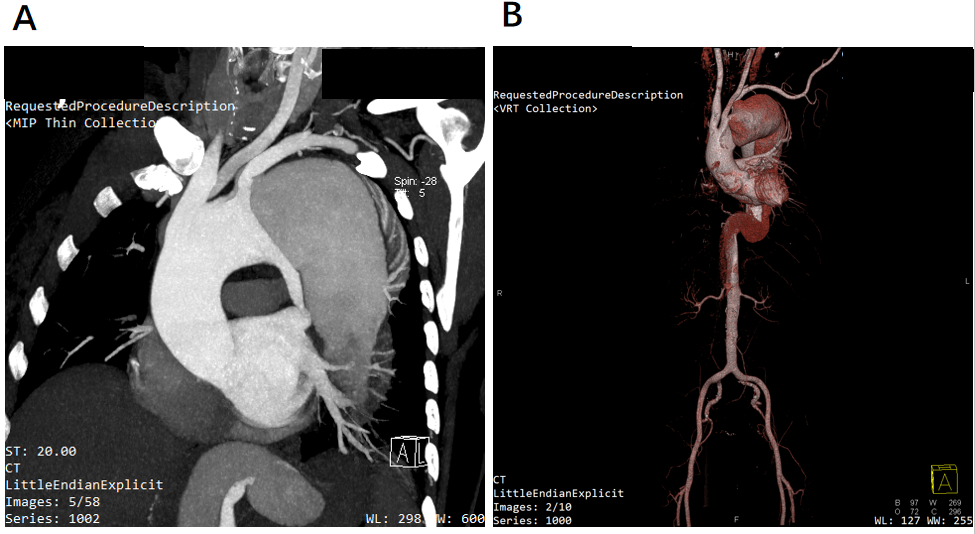 A
B
RequestedProcedureDescription
<MIP Thin Collectio
Spin: -28
5
A L
ST: 20.00
CT
LittleEndianExplicit
Images: 5/58
Series: 1002
WL: 298
W: 600
H
RequestedProcedureDescription
<VRT Collection>
R
L
A
CT
LittleEndianExplicit
Images: 2/10
Series: 1000
F
B 97 W 269
O 72 C 296
WL: 127 WW: 255